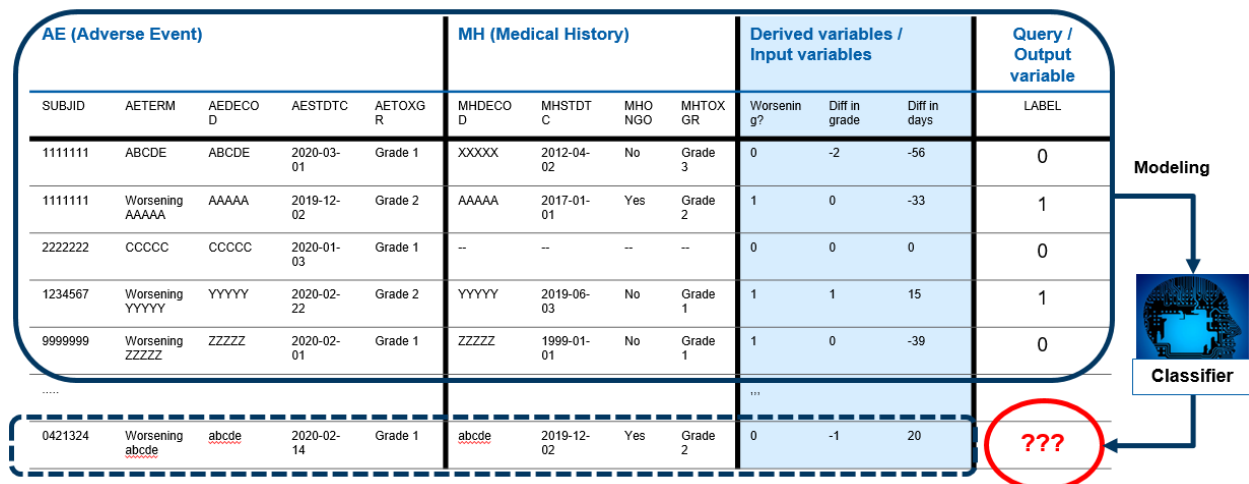 AE (Adverse Event) MH (Medical History) Derived variables / Query /
Input variables Output
variable
SUBJID AETERM AEDECO AESTDTC AETOXG MHDECO MHSTDT MHO MHTOX Worsenin Diff in Diff in LABEL
D R D C NGO GR g? grade days
1111111 ABCDE ABCDE 2020-03- Grade 1 XXXXX 2012-04- No Grade 0 -2 -56 0
01 02 3
Modeling
1111111 Worsening AAAAA 2019-12- Grade 2 AAAAA 2017-01- Yes Grade 1 0 -33 1
AAAAA 02 01 2
2222222 CCCCC CCCCC 2020-01- Grade 1 -- -- -- -- 0 0 0 0
03
1234567 Worsening YYYYY 2020-02- Grade 2 YYYYY 2019-06- No Grade 1 1 15 1
YYYYY 22 03 1
9999999 Worsening ZZZZZ 2020-02- Grade 1 ZZZZZ 1999-01- No Grade 1 0 -39 0
ZZZZZ 01 01 1
Classifier
..... ,,,
0421324 Worsening abcde 2020-02- Grade 1 abcde 2019-12- Yes Grade 0 -1 20 ???
abcde 14 02 2